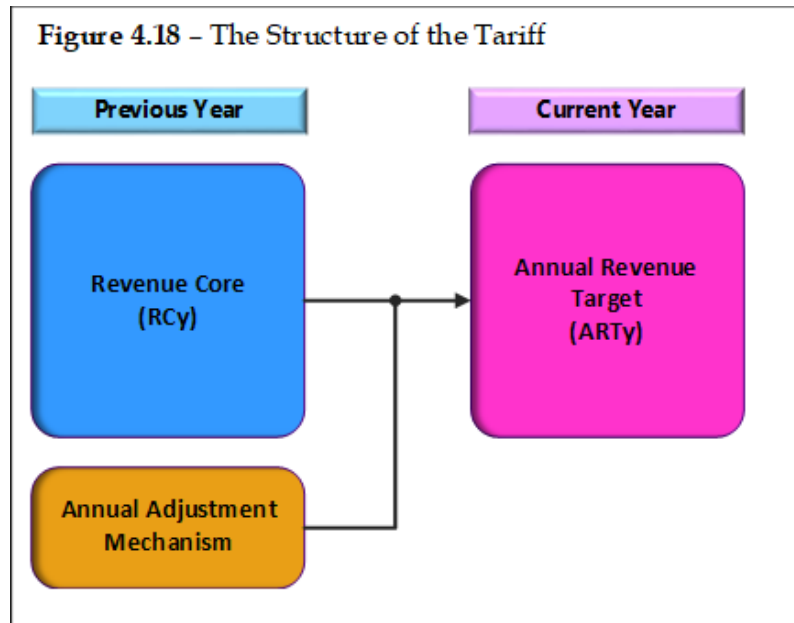 Figure 4.18 – The Structure of the Tariff
Previous Year
Current Year
Revenue Core
(RCy)
Annual Revenue
Target
(ARTy)
Annual Adjustment
Mechanism